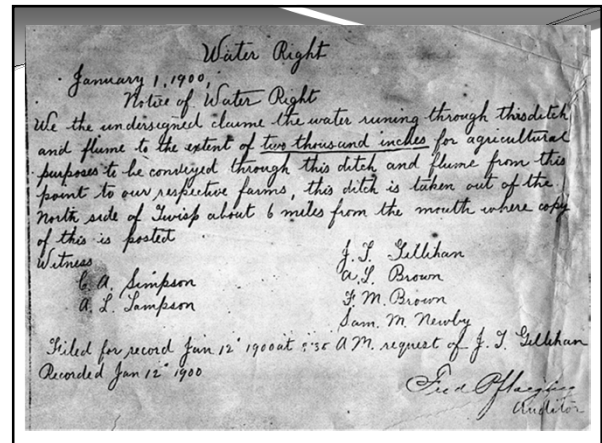 Water Right
January 1, 1900,
Notice of Water Right
We the undersigned claime the water runing through this ditch
and flume to the extent of two thousand inches for agricultural
purposes to be conveyed through this ditch and flume from this
point to our respective farms, this ditch is taken out of the
North side of Twisp about 6 miles from the mouth where copy
of this is posted
Witness
J. T. Gillihan
C. A. Simpson
A. L. Brown
A. L. Sampson
F. M. Brown
Sam. M. Newby
Filed for record Jan 12" 1900 at A M. request of J. T. Gillihan
Recorded Jan 12" 1900
Fred
Auditor